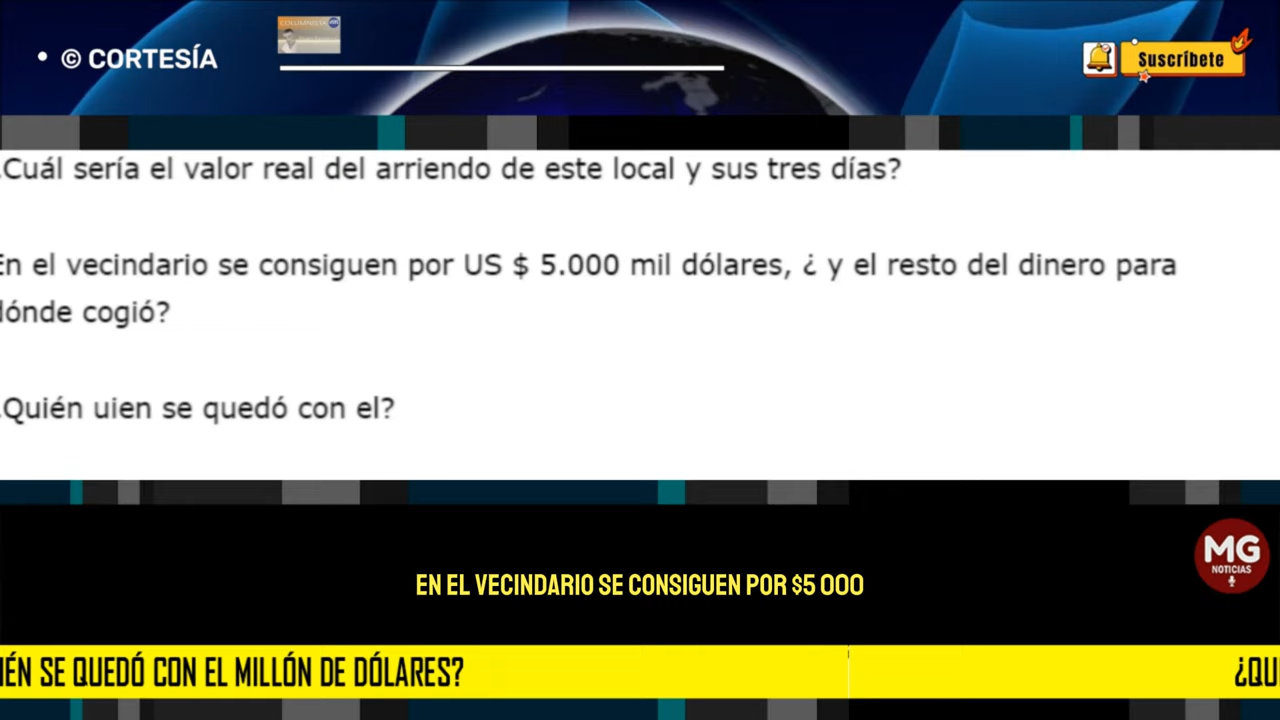 • © CORTESÍA
COLUMNISTA
Suscríbete
Cuál sería el valor real del arriendo de este local y sus tres días?
En el vecindario se consiguen por US $ 5.000 mil dólares, ¿ y el resto del dinero para
dónde cogió?
Quién uien se quedó con el?
MG
NOTICIAS
EN EL VECINDARIO SE CONSIGUEN POR $5 000
IÉN SE QUEDÓ CON EL MILLÓN DE DÓLARES? ¿QU